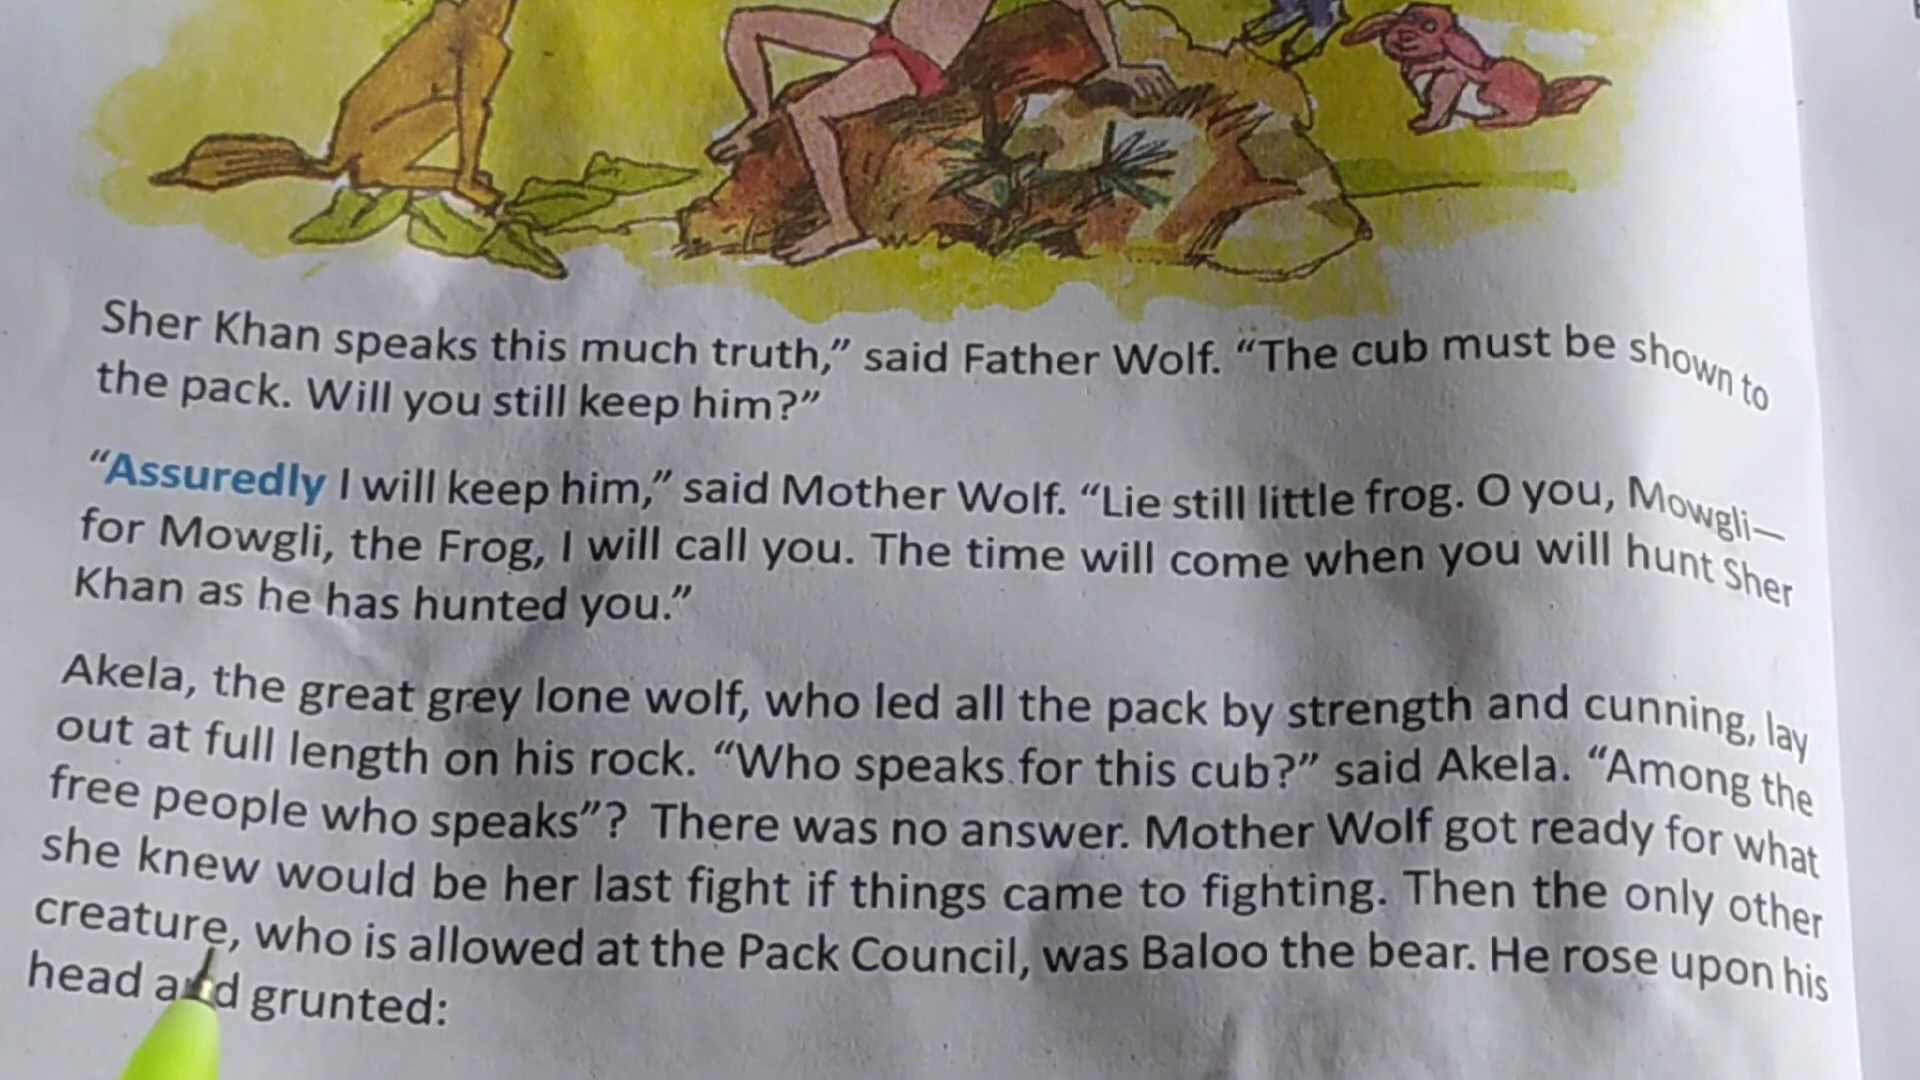 Sher Khan speaks this much truth,” said Father Wolf. “The cub must be shown to
the pack. Will you still keep him?”
“Assuredly I will keep him,” said Mother Wolf. “Lie still little frog. O you, Mowgli—
for Mowgli, the Frog, I will call you. The time will come when you will hunt Sher
Khan as he has hunted you.”
Akela, the great grey lone wolf, who led all the pack by strength and cunning, lay
out at full length on his rock. “Who speaks for this cub?” said Akela. “Among the
free people who speaks”? There was no answer. Mother Wolf got ready for what
she knew would be her last fight if things came to fighting. Then the only other
creature, who is allowed at the Pack Council, was Baloo the bear. He rose upon his
head and grunted: